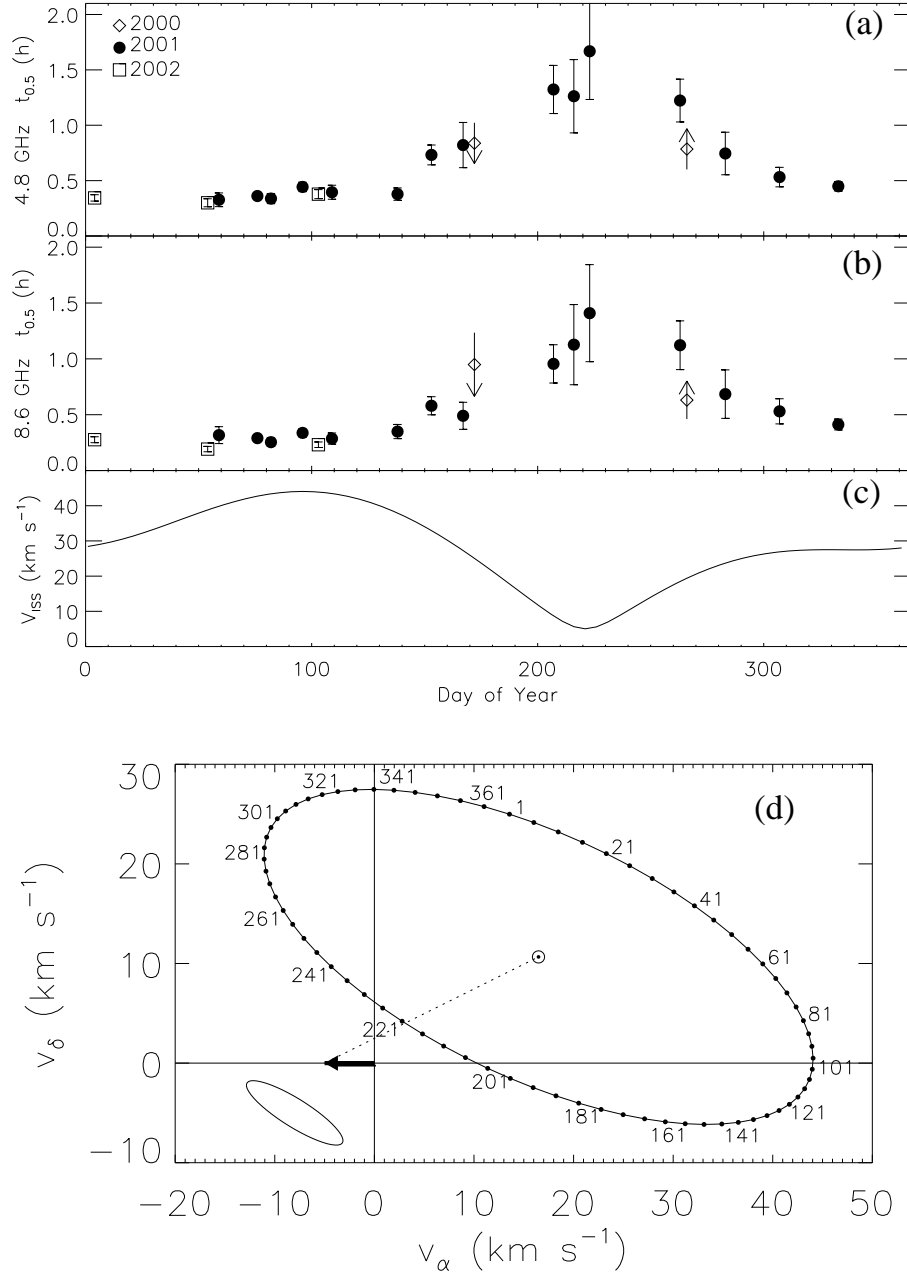 (a)
2000
2001
2002
4.8 GHz t0.5 (h)
2.0
1.5
1.0
0.5
0.0
(b)
8.6 GHz t0.5 (h)
2.0
1.5
1.0
0.5
0.0
(c)
VISS (km s−1)
40
30
20
10
0
0 100 200 300
Day of Year
(d)
vδ (km s−1)
30
20
10
0
−10
321 341 361 1 21 41 61 81 101 121 141 161 181 201 221 241 261 281 301
−20 −10 0 10 20 30 40 50
vα (km s−1)